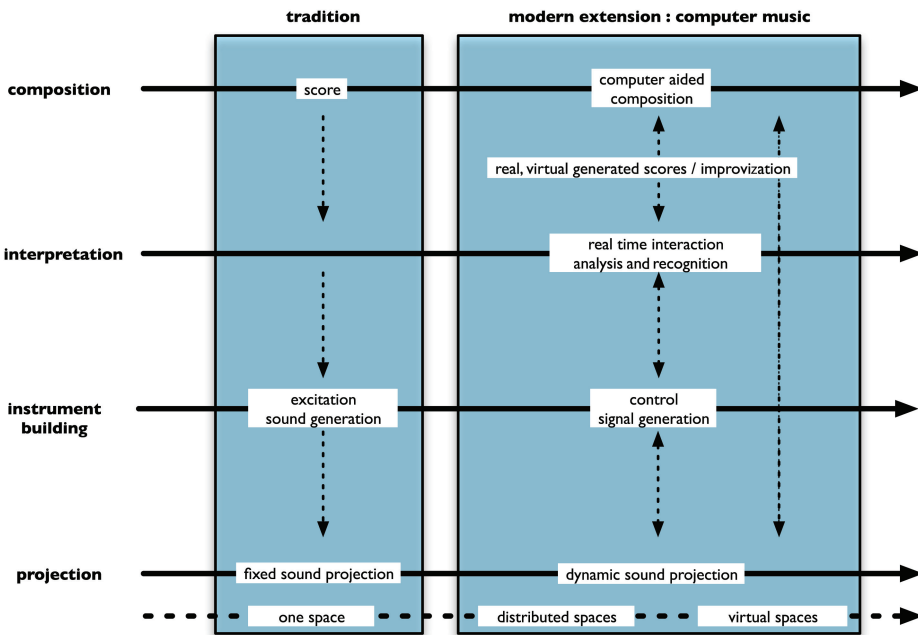 tradition
modern extension : computer music
composition
score
computer aided
composition
real, virtual generated scores / improvization
interpretation
real time interaction
analysis and recognition
instrument
building
excitation
sound generation
control
signal generation
projection
fixed sound projection
dynamic sound projection
one space
distributed spaces
virtual spaces